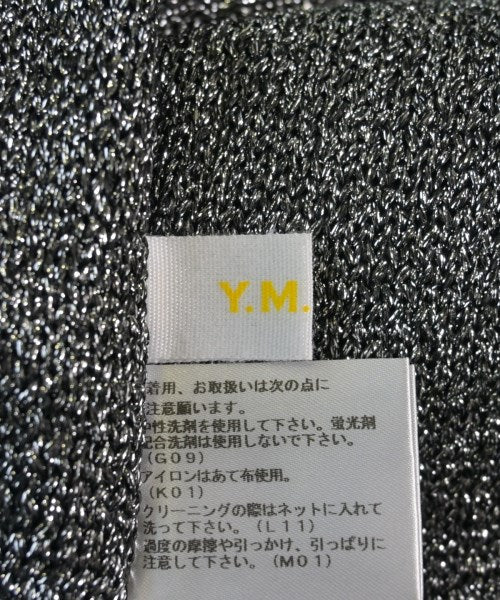 Y.M.
着用、お取扱いは次の点に
注意願います。
中性洗剤を使用して下さい。蛍光剤
配合洗剤は使用しないで下さい。
(G09)
アイロンはあて布使用。
(K01)
クリーニングの際はネットに入れて
洗って下さい。(L11)
過度の摩擦や引っかけ、引っぱりに
注意して下さい。(M01)